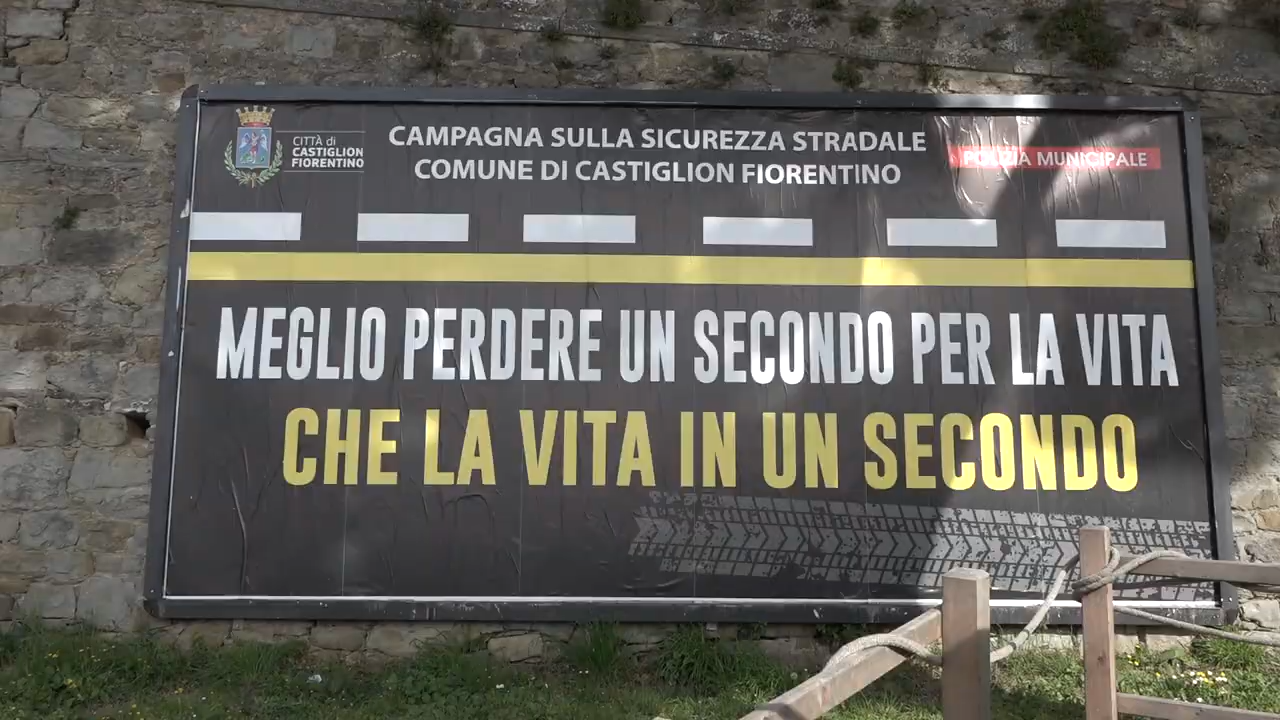 CITTÀ di
CASTIGLION
FIORENTINO
CAMPAGNA SULLA SICUREZZA STRADALE
COMUNE DI CASTIGLION FIORENTINO
POLIZIA MUNICIPALE
MEGLIO PERDERE UN SECONDO PER LA VITA
CHE LA VITA IN UN SECONDO